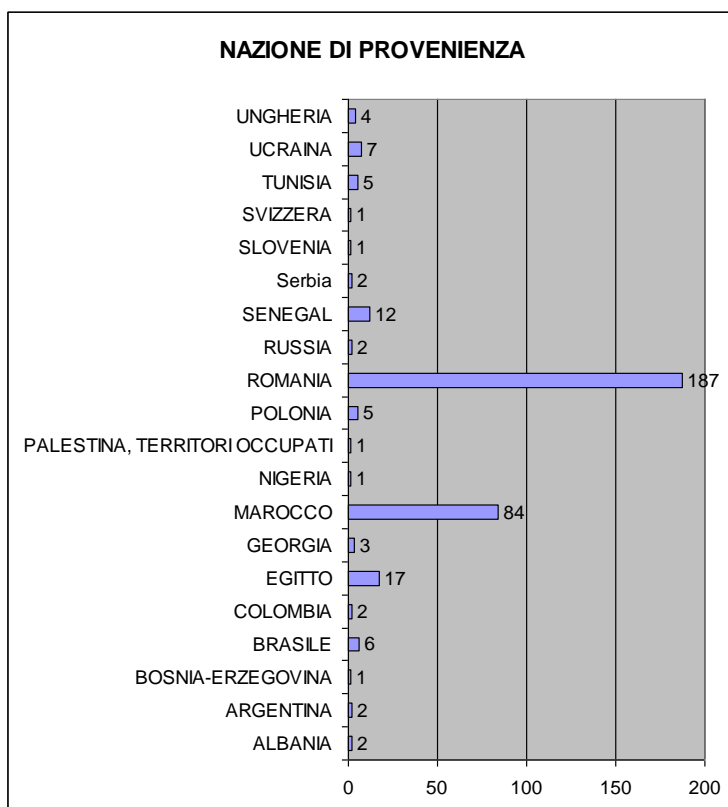 NAZIONE DI PROVENIENZA
UNGHERIA 4
UCRAINA 7
TUNISIA 5
SVIZZERA 1
SLOVENIA 1
Serbia 2
SENEGAL 12
RUSSIA 2
ROMANIA 187
POLONIA 5
PALESTINA, TERRITORI OCCUPATI 1
NIGERIA 1
MAROCCO 84
GEORGIA 3
EGITTO 17
COLOMBIA 2
BRASILE 6
BOSNIA-ERZEGOVINA 1
ARGENTINA 2
ALBANIA 2
0 50 100 150 200